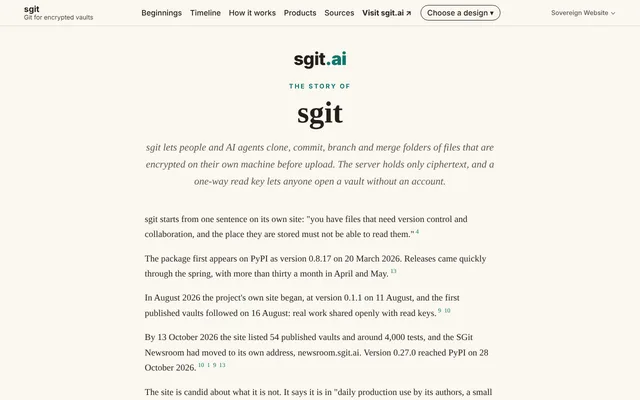 sgit
Git for encrypted vaults
Beginnings Timeline How it works Products Sources Visit sgit.ai ↗ Choose a design ▾ Sovereign Website
sgit.ai
THE STORY OF
sgit
sgit lets people and AI agents clone, commit, branch and merge folders of files that are
encrypted on their own machine before upload. The server holds only ciphertext, and a
one-way read key lets anyone open a vault without an account.
sgit starts from one sentence on its own site: "you have files that need version control and
collaboration, and the place they are stored must not be able to read them." 4
The package first appears on PyPI as version 0.8.17 on 20 March 2026. Releases came quickly
through the spring, with more than thirty a month in April and May. 13
In August 2026 the project's own site began, at version 0.1.1 on 11 August, and the first
published vaults followed on 16 August: real work shared openly with read keys. 9 10
By 13 October 2026 the site listed 54 published vaults and around 4,000 tests, and the SGit
Newsroom had moved to its own address, newsroom.sgit.ai. Version 0.27.0 reached PyPI on 28
October 2026. 10 1 9 13
The site is candid about what it is not. It says it is in "daily production use by its authors, a small